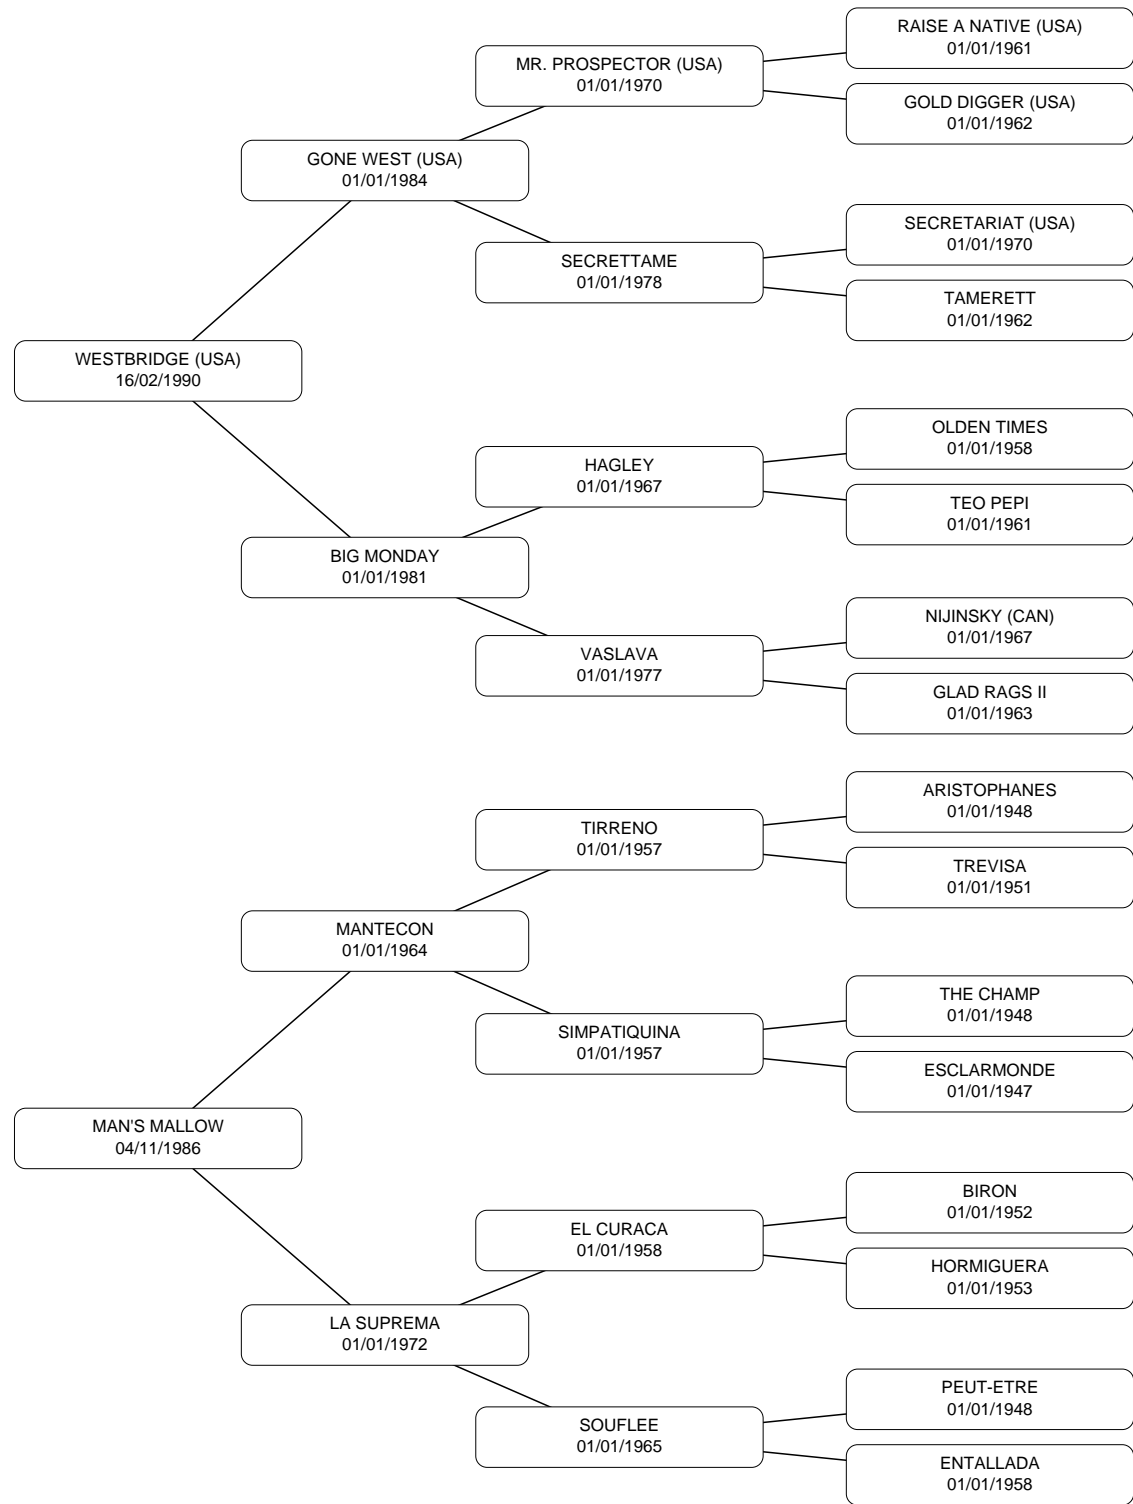 RAISE A NATIVE (USA)
01/01/1961
MR. PROSPECTOR (USA)
01/01/1970
GOLD DIGGER (USA)
01/01/1962
GONE WEST (USA)
01/01/1984
SECRETARIAT (USA)
01/01/1970
SECRETTAME
01/01/1978
TAMERETT
01/01/1962
WESTBRIDGE (USA)
16/02/1990
OLDEN TIMES
01/01/1958
HAGLEY
01/01/1967
TEO PEPI
01/01/1961
BIG MONDAY
01/01/1981
NIJINSKY (CAN)
01/01/1967
VASLAVA
01/01/1977
GLAD RAGS II
01/01/1963
ARISTOPHANES
01/01/1948
TIRRENO
01/01/1957
TREVISA
01/01/1951
MANTECON
01/01/1964
THE CHAMP
01/01/1948
SIMPATIQUINA
01/01/1957
ESCLARMONDE
01/01/1947
MAN'S MALLOW
04/11/1986
BIRON
01/01/1952
EL CURACA
01/01/1958
HORMIGUERA
01/01/1953
LA SUPREMA
01/01/1972
PEUT-ETRE
01/01/1948
SOUFLEE
01/01/1965
ENTALLADA
01/01/1958